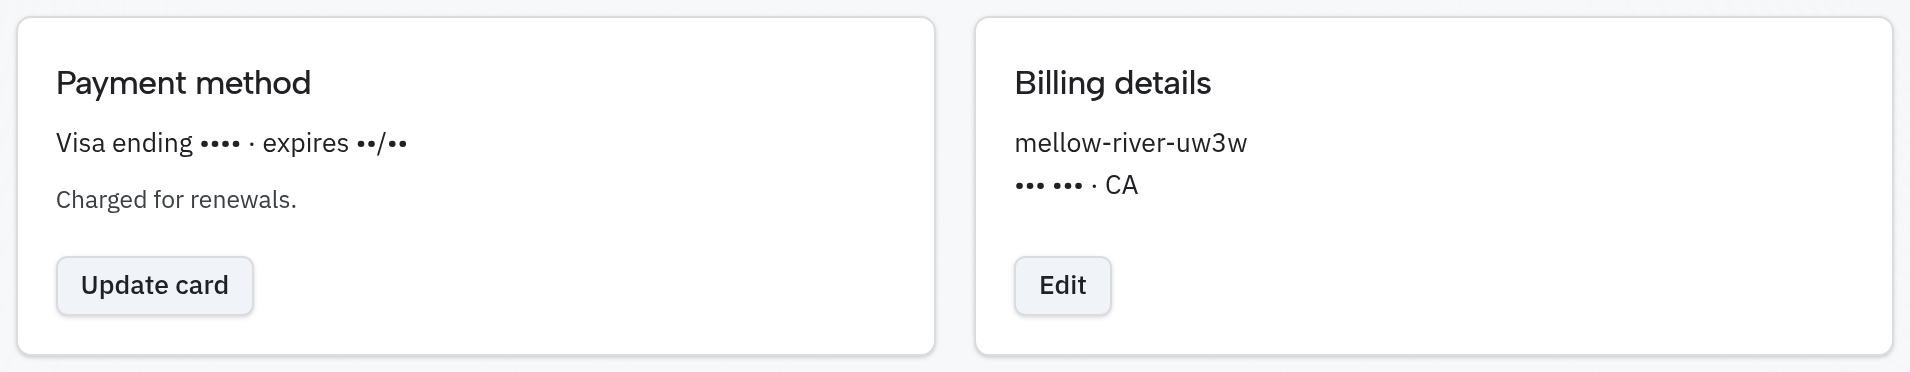 Payment method
Visa ending •••• · expires ••/••
Charged for renewals.
Update card
Billing details
mellow-river-uw3w
••• ••• · CA
Edit